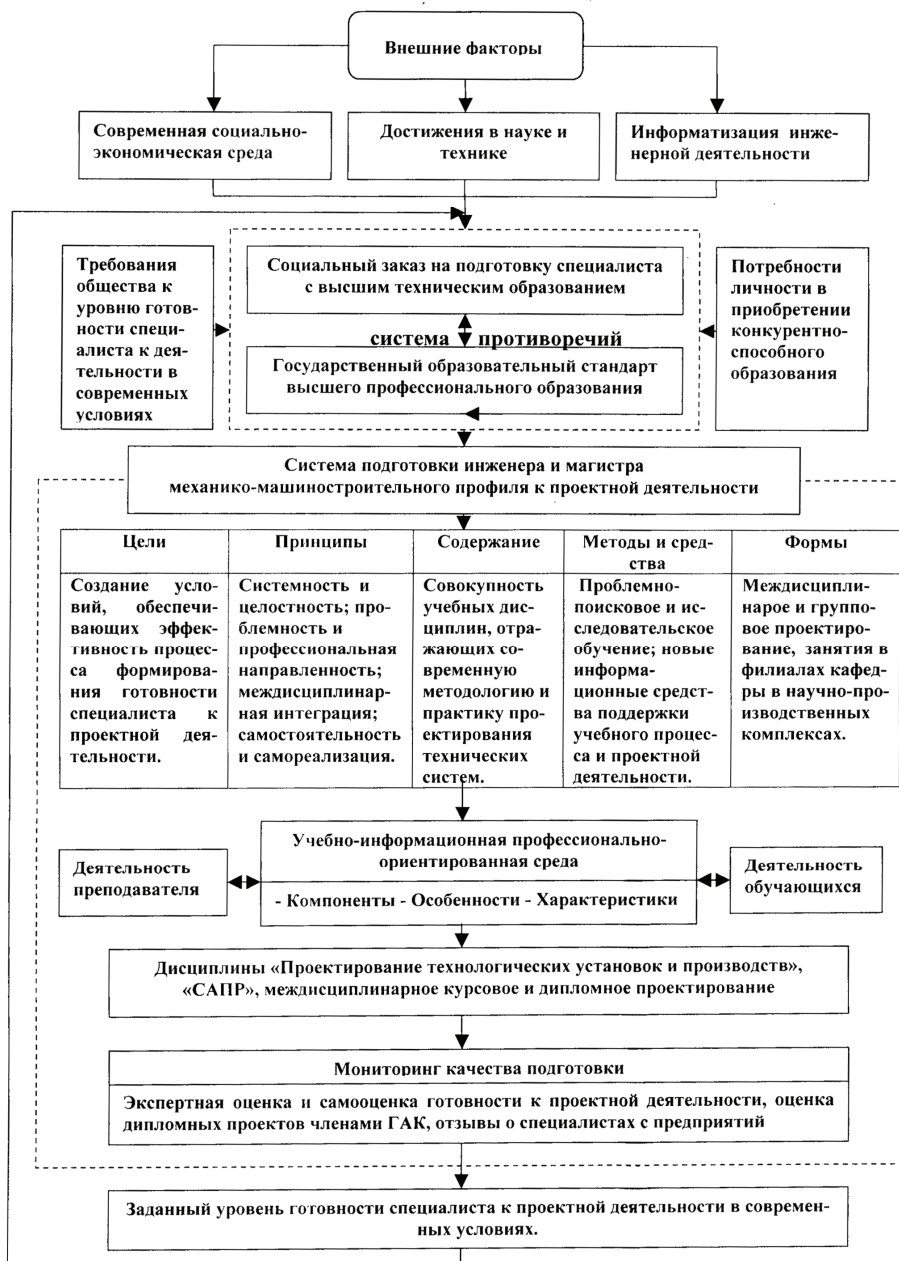 Внешние факторы
Современная социально-
экономическая среда
Достижения в науке и
технике
Информатизация инже-
нерной деятельности
Требования
общества к
уровню готов-
ности специ-
алиста к дея-
тельности в
современных
условиях
Социальный заказ на подготовку специалиста
с высшим техническим образованием
система противоречий
Государственный образовательный стандарт
высшего профессионального образования
Потребности
личности в
приобретении
конкурентно-
способного
образования
Система подготовки инженера и магистра
механико-машиностроительного профиля к проектной деятельности
Цели
Создание усло-
вий, обеспечи-
вающих эффек-
тивность процес-
са формирования
готовности
специалиста к
проектной дея-
тельности.
Принципы
Системность и
целостность; про-
блемность и
профессиональная
направленность;
междисциплинар-
ная интеграция;
самостоятельность
и самореализация.
Содержание
Совокупность
учебных дис-
циплин, отра-
жающих со-
временную
методологию и
практику про-
ектирования
технических
систем.
Методы и сред-
ства
Проблемно-
поисковое и ис-
следовательское
обучение; новые
информа-
ционные средст-
ва поддержки
учебного процес-
са и проектной
деятельности.
Формы
Междисципли-
нарое и группо-
вое проектиро-
вание, занятия в
филиалах кафед-
ры в научно-про-
изводственных
комплексах.
Учебно-информационная профессионально-
ориентированная среда
- Компоненты - Особенности - Характеристики
Деятельность
преподавателя
Деятельность
обучающихся
Дисциплины «Проектирование технологических установок и производств»,
«САПР», междисциплинарное курсовое и дипломное проектирование
Мониторинг качества подготовки
Экспертная оценка и самооценка готовности к проектной деятельности, оценка
дипломных проектов членами ГАК, отзывы о специалистах с предприятий
Заданный уровень готовности специалиста к проектной деятельности в современ-
ных условиях.